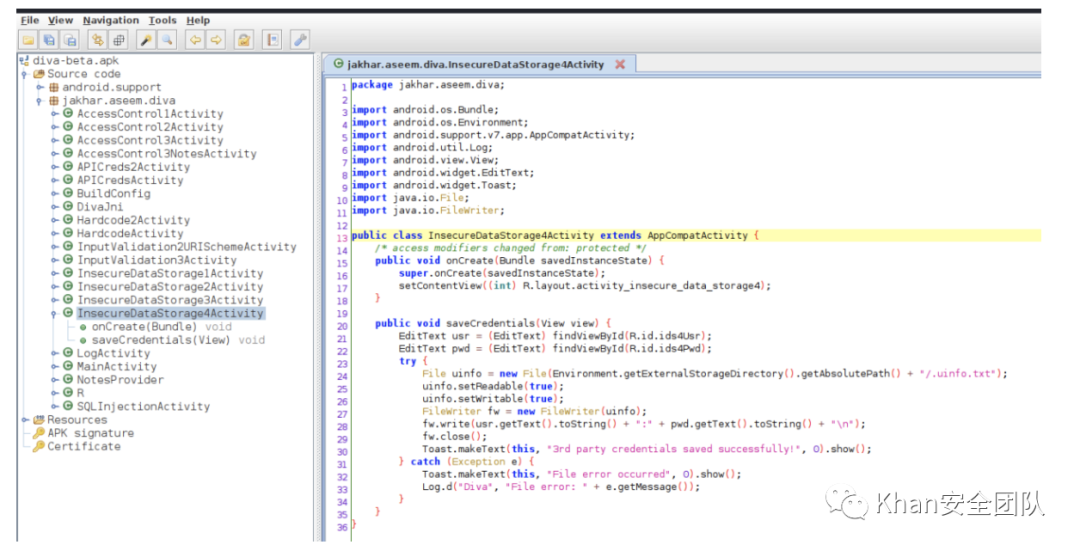 File View Navigation Tools Help
diva-beta.apk
Source code
android.support
jakhar.aseem.diva
AccessControl1Activity
AccessControl2Activity
AccessControl3Activity
AccessControl3NotesActivity
APICreds2Activity
APICredsActivity
BuildConfig
DivaJni
Hardcode2Activity
HardcodeActivity
InputValidation2URISchemeActivity
InputValidation3Activity
InsecureDataStorage1Activity
InsecureDataStorage2Activity
InsecureDataStorage3Activity
InsecureDataStorage4Activity
onCreate(Bundle) void
saveCredentials(View) void
LogActivity
MainActivity
NotesProvider
R
SQLInjectionActivity
Resources
APK signature
Certificate
jakhar.aseem.diva.InsecureDataStorage4Activity
1 package jakhar.aseem.diva;
2
3 import android.os.Bundle;
4 import android.os.Environment;
5 import android.support.v7.app.AppCompatActivity;
6 import android.util.Log;
7 import android.view.View;
8 import android.widget.EditText;
9 import android.widget.Toast;
10 import java.io.File;
11 import java.io.FileWriter;
12
13 public class InsecureDataStorage4Activity extends AppCompatActivity {
14 /* access modifiers changed from: protected */
15 public void onCreate(Bundle savedInstanceState) {
16 super.onCreate(savedInstanceState);
17 setContentView((int) R.layout.activity_insecure_data_storage4);
18 }
19
20 public void saveCredentials(View view) {
21 EditText usr = (EditText) findViewById(R.id.ids4Usr);
22 EditText pwd = (EditText) findViewById(R.id.ids4Pwd);
23 try {
24 File uinfo = new File(Environment.getExternalStorageDirectory().getAbsolutePath() + "/.uinfo.txt");
25 uinfo.setReadable(true);
26 uinfo.setWritable(true);
27 FileWriter fw = new FileWriter(uinfo);
28 fw.write(usr.getText().toString() + ":" + pwd.getText().toString() + "\n");
29 fw.close();
30 Toast.makeText(this, "3rd party credentials saved successfully!", 0).show();
31 } catch (Exception e) {
32 Toast.makeText(this, "File error occurred", 0).show();
33 Log.d("Diva", "File error: " + e.getMessage());
34 }
35 }
36 }
Khan安全团队